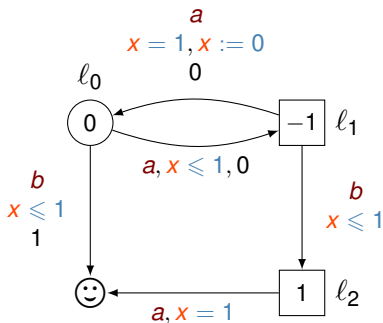 a
x = 1, x := 0
0
ℓ0
0
−1
ℓ1
a, x ⩽ 1, 0
b
x ⩽ 1
1
b
x ⩽ 1
1
ℓ2
a, x = 1